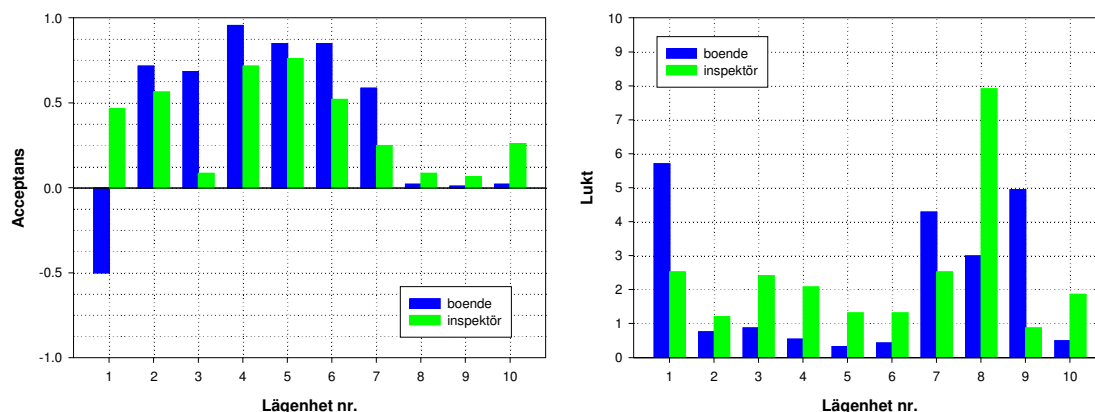 1.0
0.5
0.0
-0.5
-1.0
Acceptans
boende
inspektör
1 2 3 4 5 6 7 8 9 10
Lägenhet nr.
10
9
8
7
6
5
4
3
2
1
0
Lukt
boende
inspektör
1 2 3 4 5 6 7 8 9 10
Lägenhet nr.